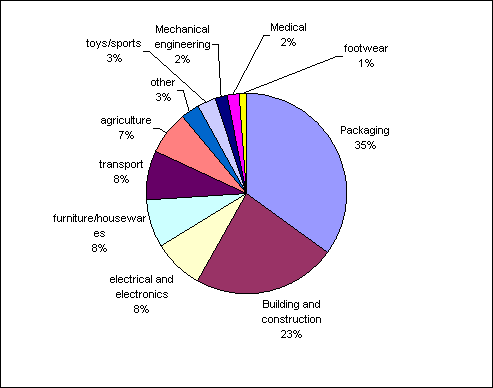 Mechanical
engineering
2%
Medical
2%
footwear
1%
toys/sports
3%
other
3%
agriculture
7%
transport
8%
furniture/housewar
es
8%
electrical and
electronics
8%
Building and
construction
23%
Packaging
35%